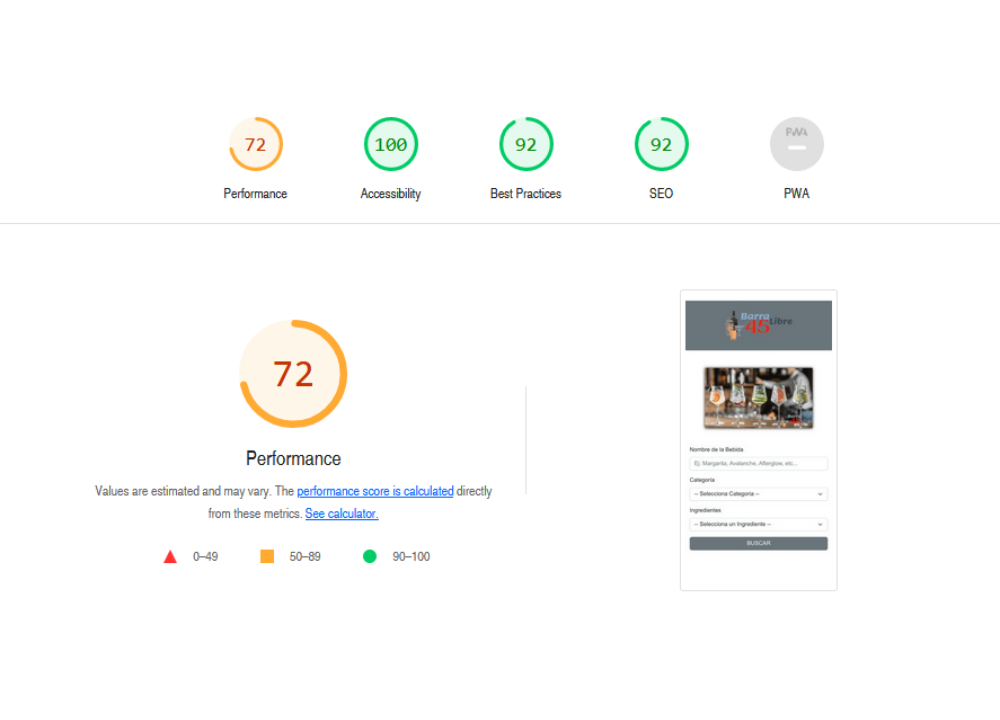 72
100
92
92
PWA
Performance
Accessibility
Best Practices
SEO
PWA
72
Performance
Values are estimated and may vary. The performance score is calculated directly
from these metrics. See calculator.
0–49
50–89
90–100
Barra
45 Libre
Nombre de la Bebida
Ej: Margarita, Avalanche, Afterglow, etc...
Categoria
-- Selecciona Categoria --
Ingredientes
-- Selecciona un Ingrediente --
BUSCAR